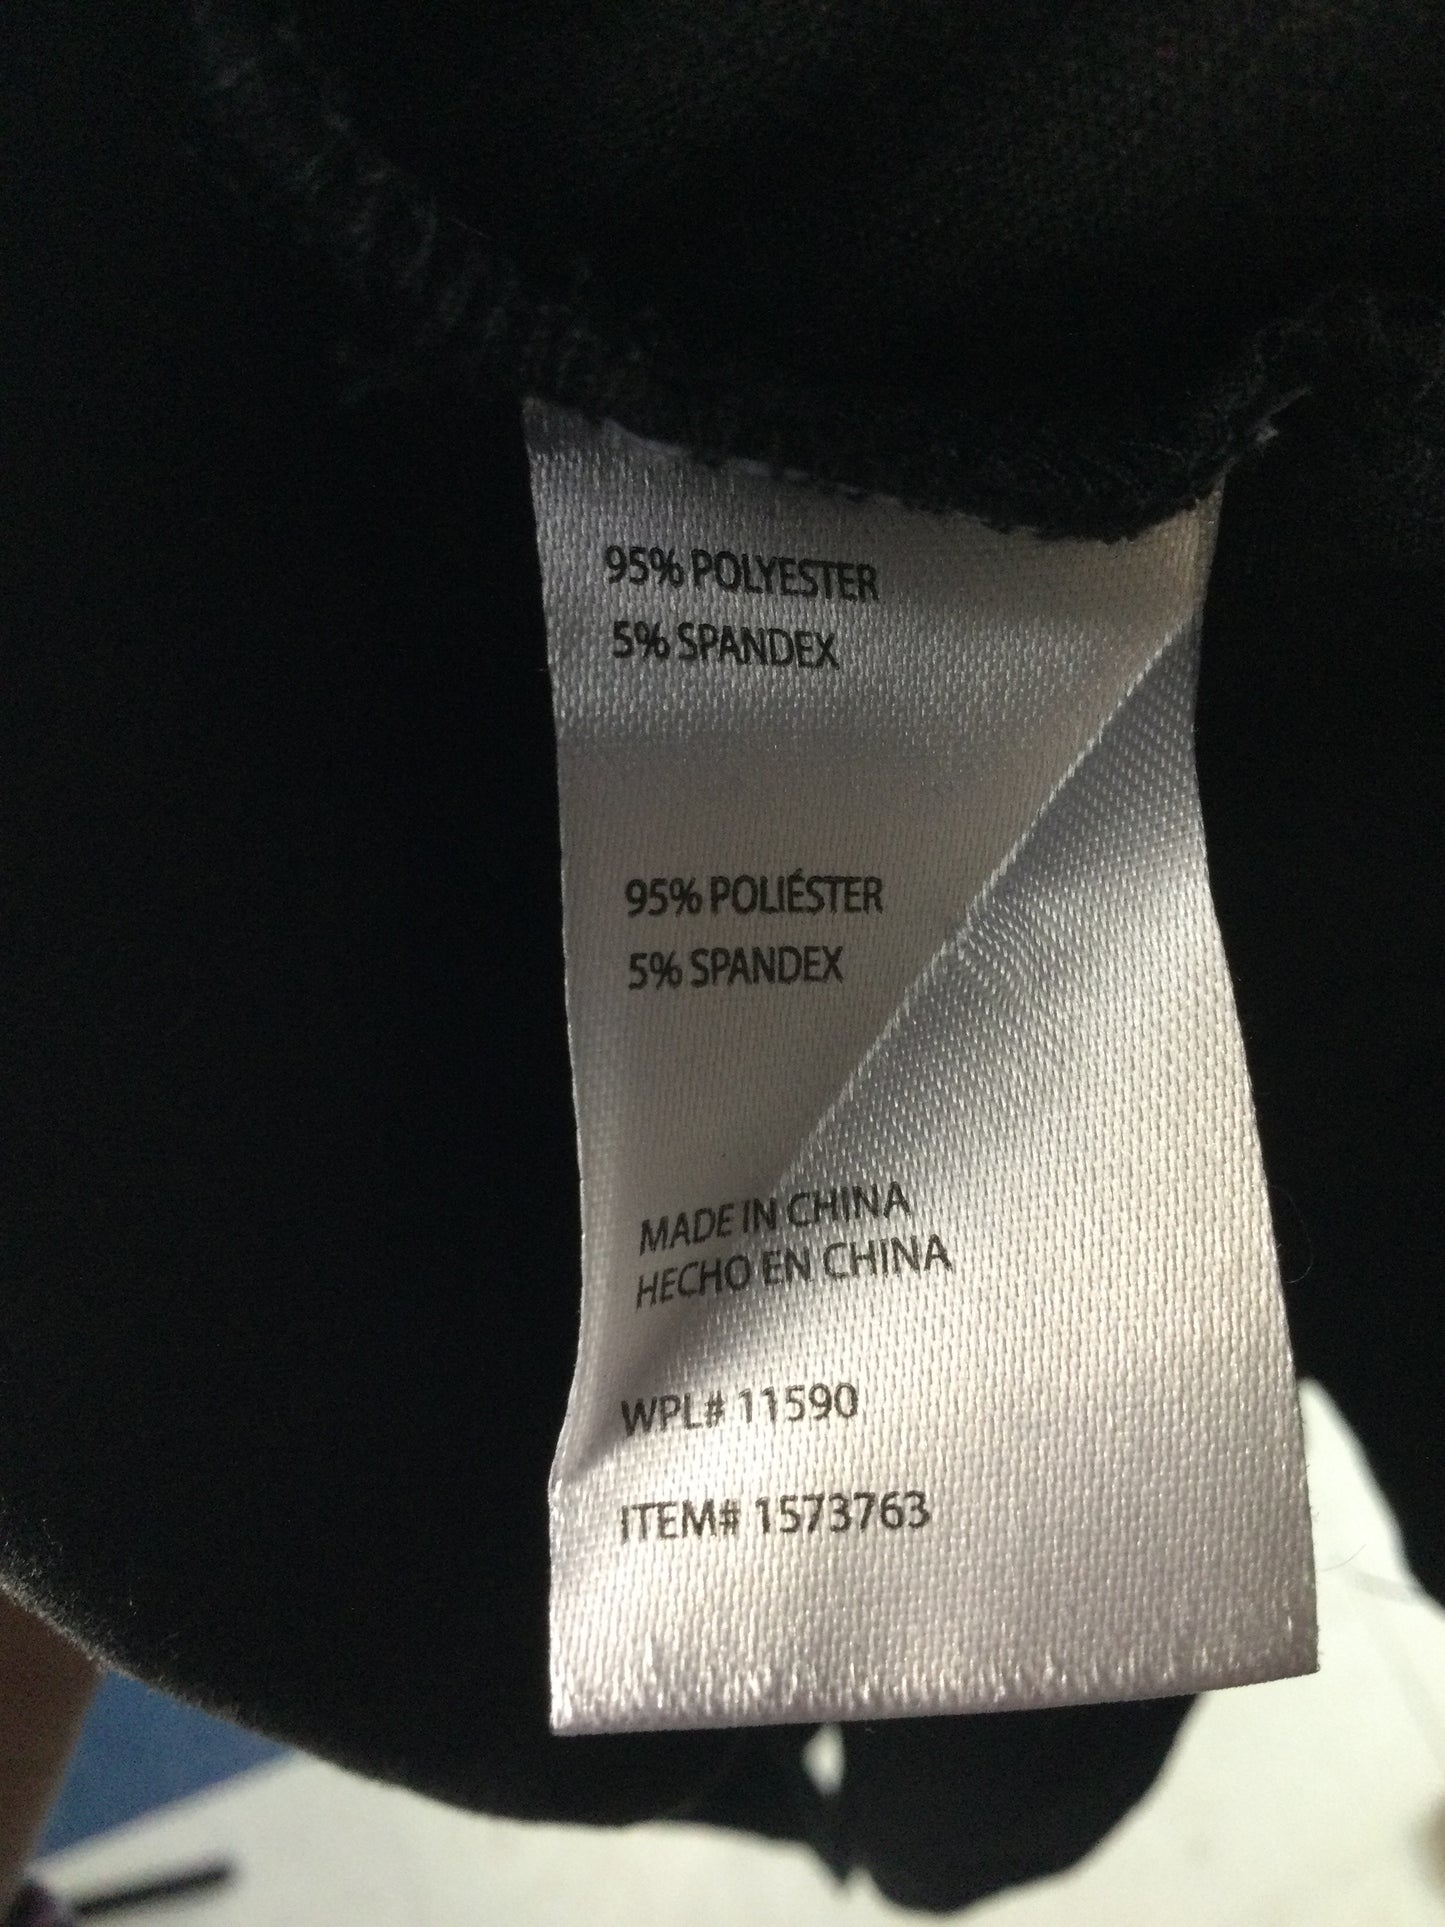 95% POLYESTER
5% SPANDEX
95% POLIÉSTER
5% SPANDEX
MADE IN CHINA
HECHO EN CHINA
WPL# 11590
ITEM# 1573763